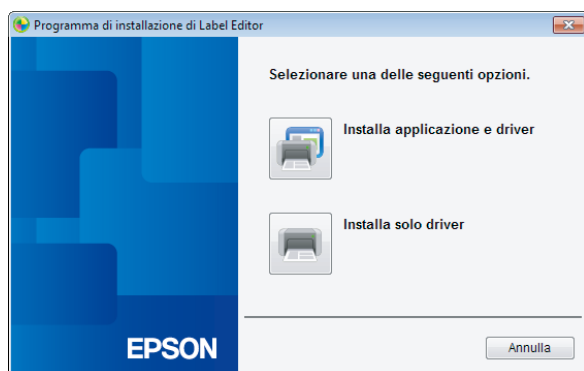 Programma di installazione di Label Editor
Selezionare una delle seguenti opzioni.
Installa applicazione e driver
Installa solo driver
EPSON
Annulla